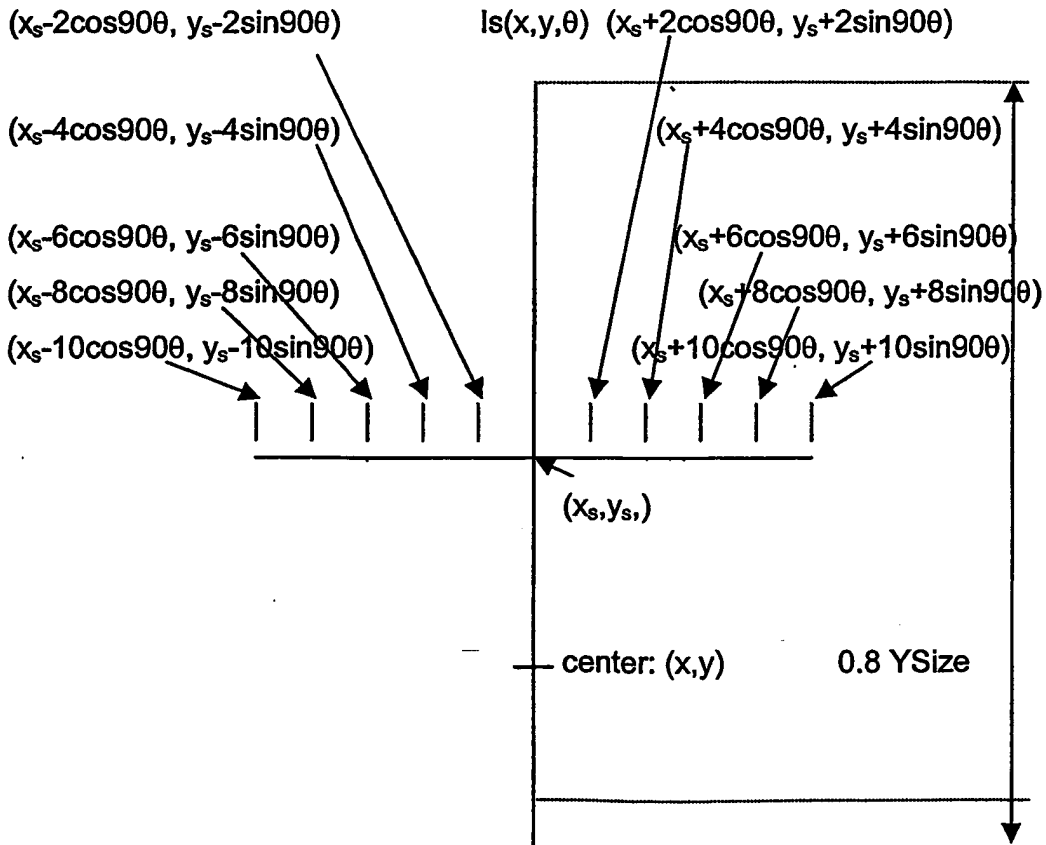 (xₛ-2cos90θ, yₛ-2sin90θ) ls(x,y,θ) (xₛ+2cos90θ, yₛ+2sin90θ)
(xₛ-4cos90θ, yₛ-4sin90θ) (xₛ+4cos90θ, yₛ+4sin90θ)
(xₛ-6cos90θ, yₛ-6sin90θ) (xₛ+6cos90θ, yₛ+6sin90θ)
(xₛ-8cos90θ, yₛ-8sin90θ) (xₛ+8cos90θ, yₛ+8sin90θ)
(xₛ-10cos90θ, yₛ-10sin90θ) (xₛ+10cos90θ, yₛ+10sin90θ)
(xₛ,yₛ,)
center: (x,y) 0.8 YSize